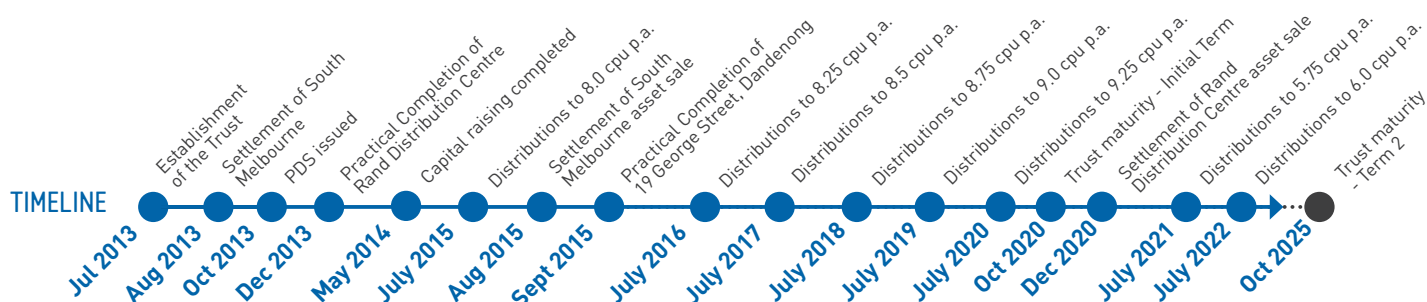 Establishment
of the Trust
Settlement of South
Melbourne
PDS issued
Practical Completion of
Rand Distribution Centre
Capital raising completed
Distributions to 8.0 cpu p.a.
Settlement of South
Melbourne asset sale
Practical Completion of
19 George Street, Dandenong
Distributions to 8.25 cpu p.a.
Distributions to 8.5 cpu p.a.
Distributions to 8.75 cpu p.a.
Distributions to 9.0 cpu p.a.
Distributions to 9.25 cpu p.a.
Trust maturity - Initial Term
Settlement of Rand
Distribution Centre asset sale
Distributions to 5.75 cpu p.a.
Distributions to 6.0 cpu p.a.
Trust maturity
- Term 2
TIMELINE
Jul 2013
Aug 2013
Oct 2013
Dec 2013
May 2014
July 2015
Aug 2015
Sept 2015
July 2016
July 2017
July 2018
July 2019
July 2020
Oct 2020
Dec 2020
July 2021
July 2022
Oct 2025